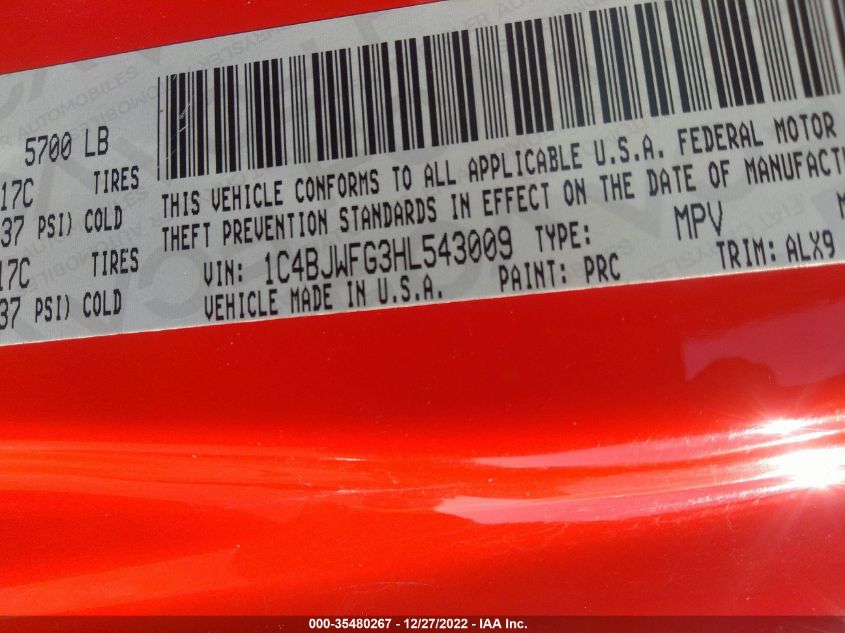 5700 LB
17C TIRES
37 PSI) COLD
17C TIRES
37 PSI) COLD
THIS VEHICLE CONFORMS TO ALL APPLICABLE U.S.A. FEDERAL MOTOR
THEFT PREVENTION STANDARDS IN EFFECT ON THE DATE OF MANUFACT
VIN: 1C4BJWFG3HL543009 TYPE: MPV
VEHICLE MADE IN U.S.A. PAINT: PRC TRIM: ALX9
000-35480267 - 12/27/2022 - IAA Inc.